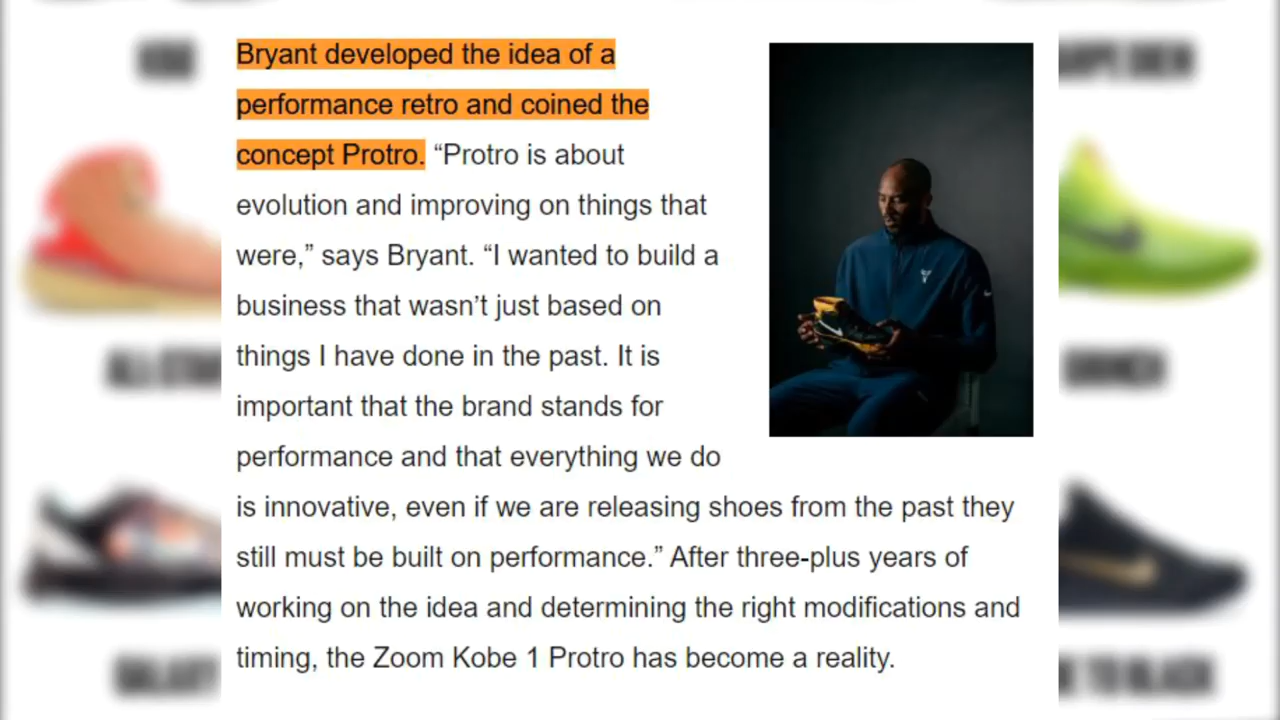 Bryant developed the idea of a
performance retro and coined the
concept Protro. “Protro is about
evolution and improving on things that
were,” says Bryant. “I wanted to build a
business that wasn’t just based on
things I have done in the past. It is
important that the brand stands for
performance and that everything we do
is innovative, even if we are releasing shoes from the past they
still must be built on performance.” After three-plus years of
working on the idea and determining the right modifications and
timing, the Zoom Kobe 1 Protro has become a reality.